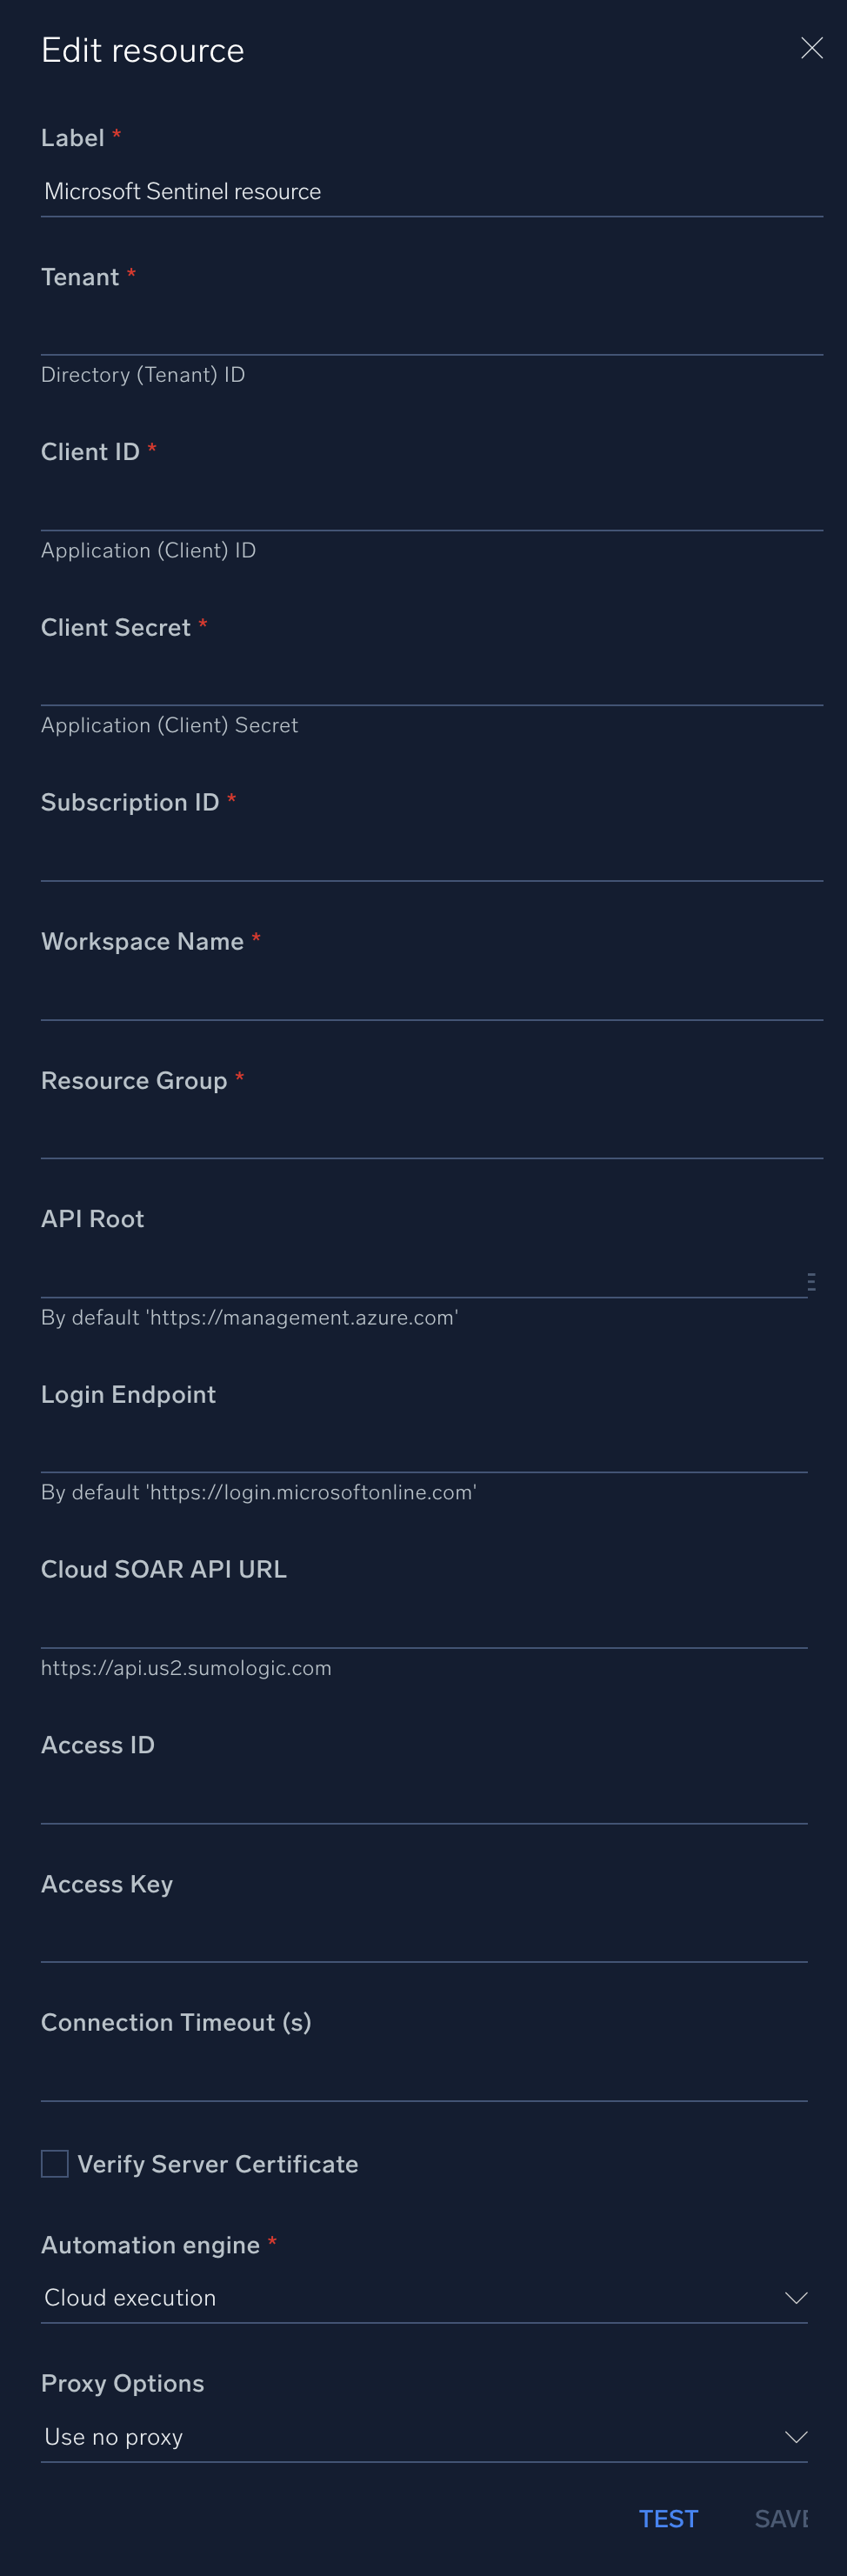 Edit resource
Label *
Microsoft Sentinel resource
Tenant *
Directory (Tenant) ID
Client ID *
Application (Client) ID
Client Secret *
Application (Client) Secret
Subscription ID *
Workspace Name *
Resource Group *
API Root
By default 'https://management.azure.com'
Login Endpoint
By default 'https://login.microsoftonline.com'
Cloud SOAR API URL
https://api.us2.sumologic.com
Access ID
Access Key
Connection Timeout (s)
Verify Server Certificate
Automation engine *
Cloud execution
Proxy Options
Use no proxy
TEST SAVE